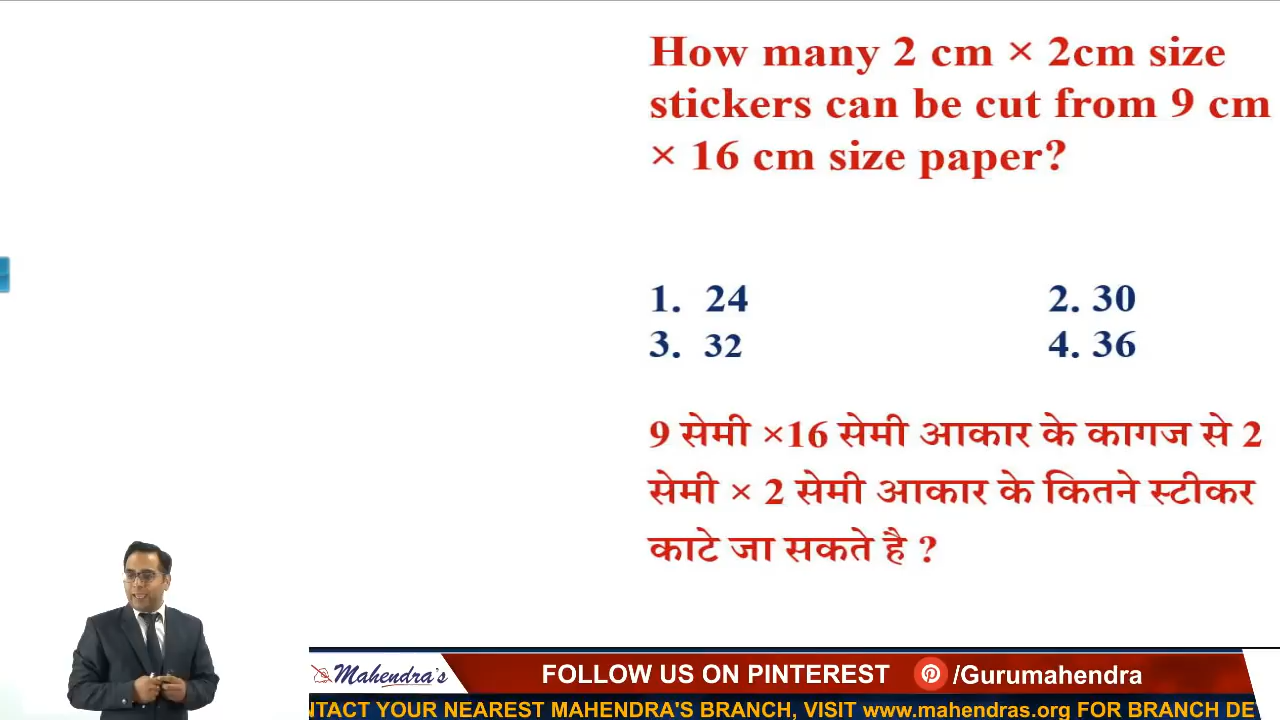 How many 2 cm × 2cm size
stickers can be cut from 9 cm
× 16 cm size paper?
1. 24
2. 30
3. 32
4. 36
9 सेमी ×16 सेमी आकार के कागज से 2
सेमी × 2 सेमी आकार के कितने स्टीकर
काटे जा सकते है ?
Mahendra's
FOLLOW US ON PINTEREST
/Gurumahendra
NTACT YOUR NEAREST MAHENDRA'S BRANCH, VISIT www.mahendras.org FOR BRANCH DE